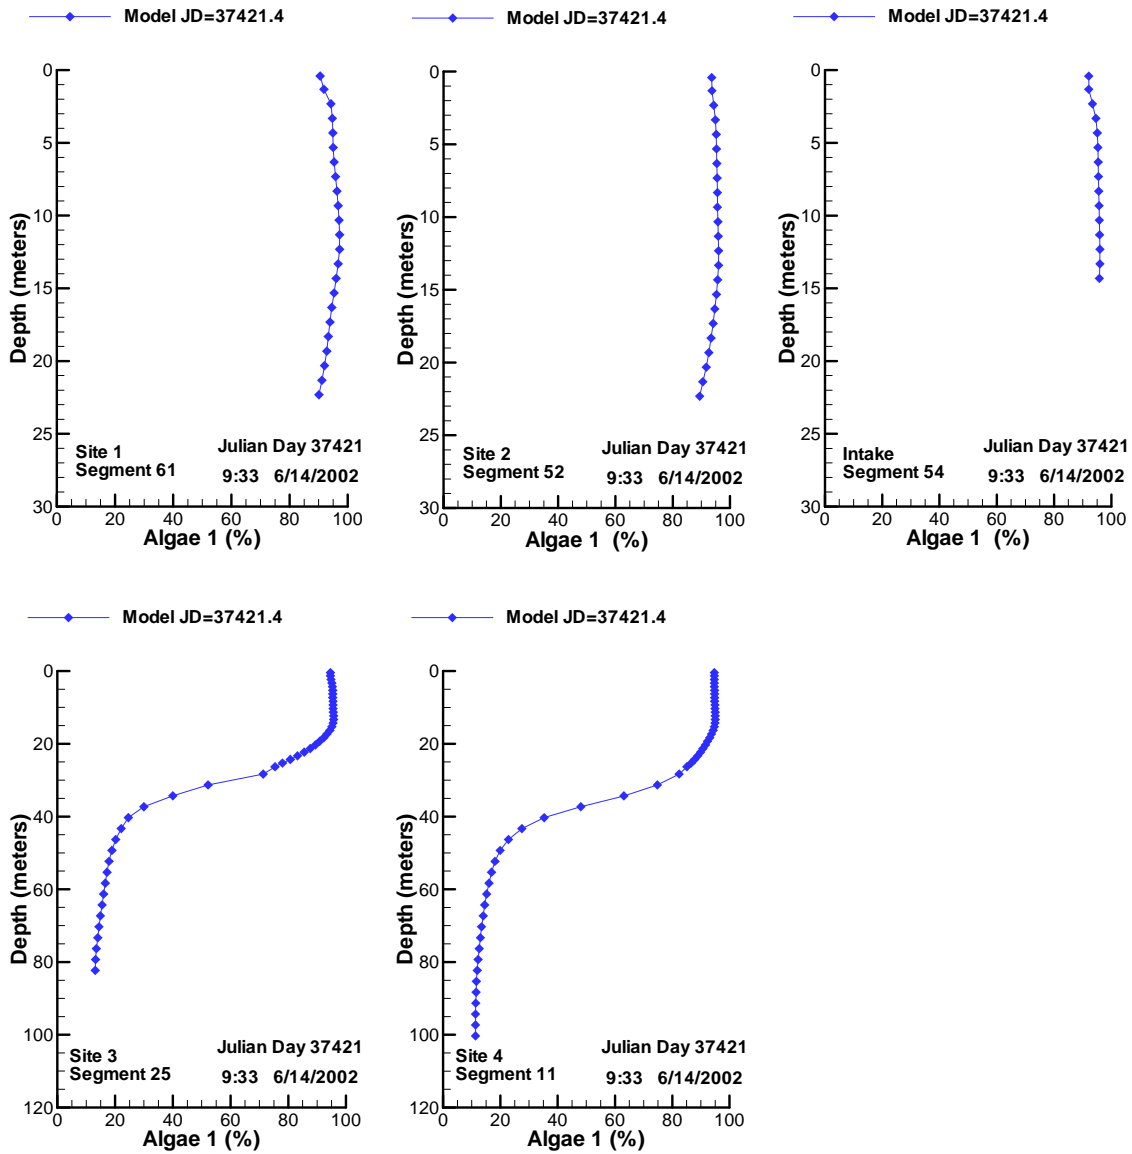 Model JD=37421.4
0
5
10
15
20
25
30
0
20
40
60
80
100
Depth (meters)
Algae 1 (%)
Site 1
Segment 61
Julian Day 37421
9:33 6/14/2002
Model JD=37421.4
0
5
10
15
20
25
30
0
20
40
60
80
100
Depth (meters)
Algae 1 (%)
Site 2
Segment 52
Julian Day 37421
9:33 6/14/2002
Model JD=37421.4
0
5
10
15
20
25
30
0
20
40
60
80
100
Depth (meters)
Algae 1 (%)
Intake
Segment 54
Julian Day 37421
9:33 6/14/2002
Model JD=37421.4
0
20
40
60
80
100
120
0
20
40
60
80
100
Depth (meters)
Algae 1 (%)
Site 3
Segment 25
Julian Day 37421
9:33 6/14/2002
Model JD=37421.4
0
20
40
60
80
100
120
0
20
40
60
80
100
Depth (meters)
Algae 1 (%)
Site 4
Segment 11
Julian Day 37421
9:33 6/14/2002